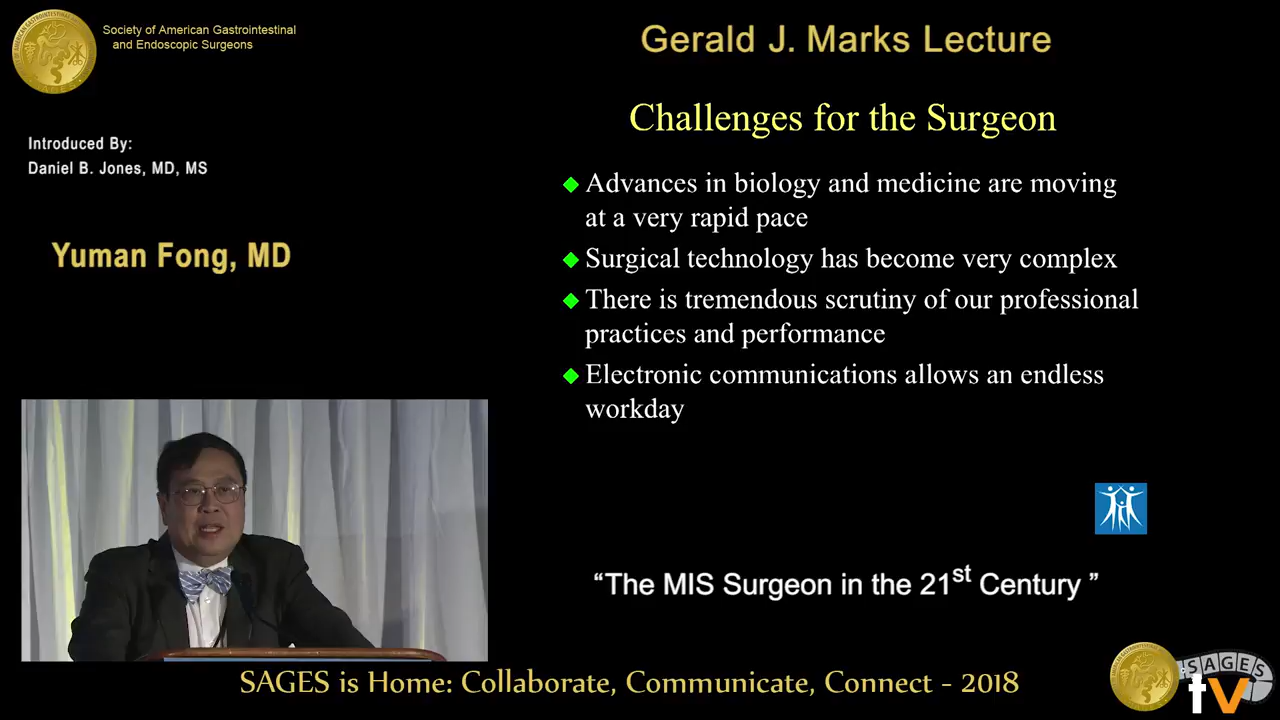 Society of American Gastrointestinal
and Endoscopic Surgeons
Introduced By:
Daniel B. Jones, MD, MS
Yuman Fong, MD
Gerald J. Marks Lecture
Challenges for the Surgeon
Advances in biology and medicine are moving
at a very rapid pace
Surgical technology has become very complex
There is tremendous scrutiny of our professional
practices and performance
Electronic communications allows an endless
workday
“The MIS Surgeon in the 21st Century ”
SAGES is Home: Collaborate, Communicate, Connect - 2018
SAGES
tv